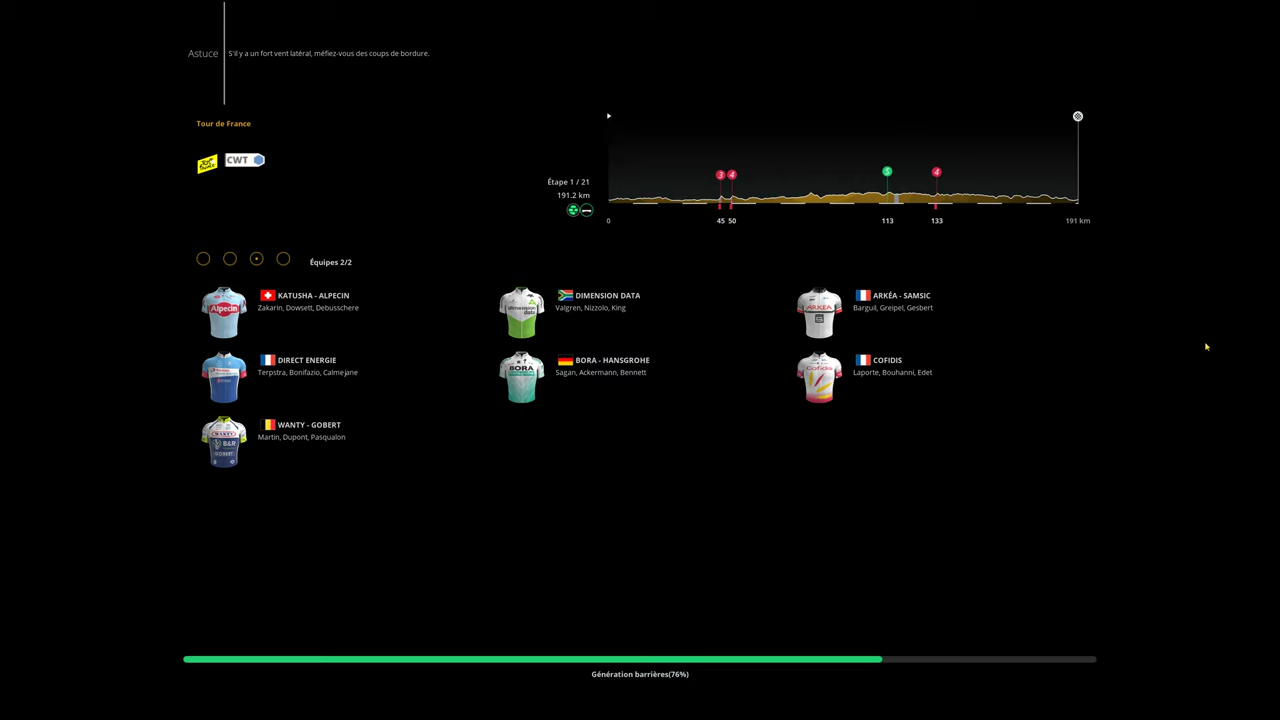 Astuce
S'il y a un fort vent latéral, méfiez-vous des coups de bordure.
Tour de France
CWT
Étape 1 / 21
191.2 km
3 4 S 4
0 45 50 113 133 191 km
Équipes 2/2
KATUSHA - ALPECIN
Zakarin, Dowsett, Debusschere
DIMENSION DATA
Valgren, Nizzolo, King
ARKÉA - SAMSIC
Barguil, Greipel, Gesbert
DIRECT ENERGIE
Terpstra, Bonifazio, Calmejane
BORA - HANSGROHE
Sagan, Ackermann, Bennett
COFIDIS
Laporte, Bouhanni, Edet
WANTY - GOBERT
Martin, Dupont, Pasqualon
Génération barrières(76%)